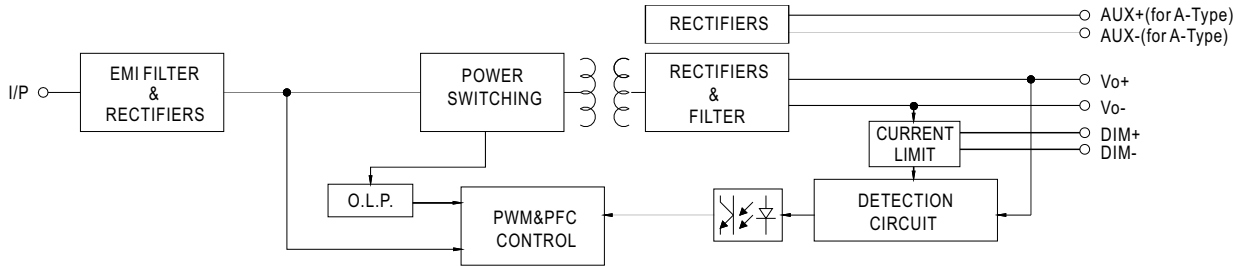 RECTIFIERS
AUX+(for A-Type)
AUX-(for A-Type)
I/P
EMI FILTER
&
RECTIFIERS
POWER
SWITCHING
RECTIFIERS
&
FILTER
Vo+
Vo-
CURRENT
LIMIT
DIM+
DIM-
O.L.P.
PWM&PFC
CONTROL
DETECTION
CIRCUIT